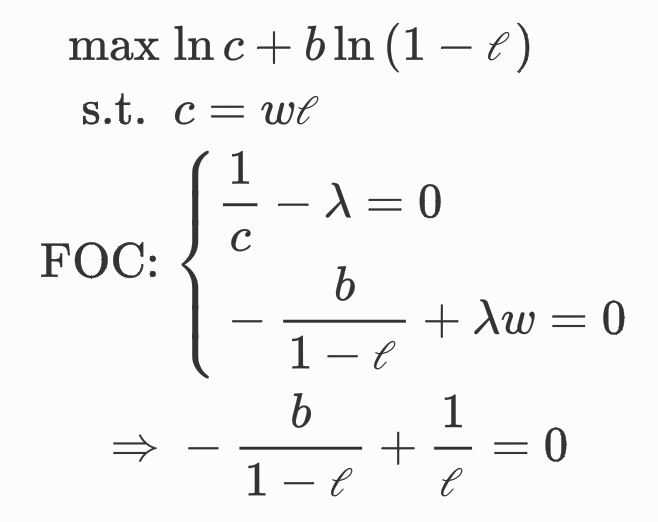 max ln c + b ln (1 − ℓ)
s.t. c = wℓ
FOC: { 1/c − λ = 0
− b/(1 − ℓ) + λw = 0
⇒ − b/(1 − ℓ) + 1/ℓ = 0